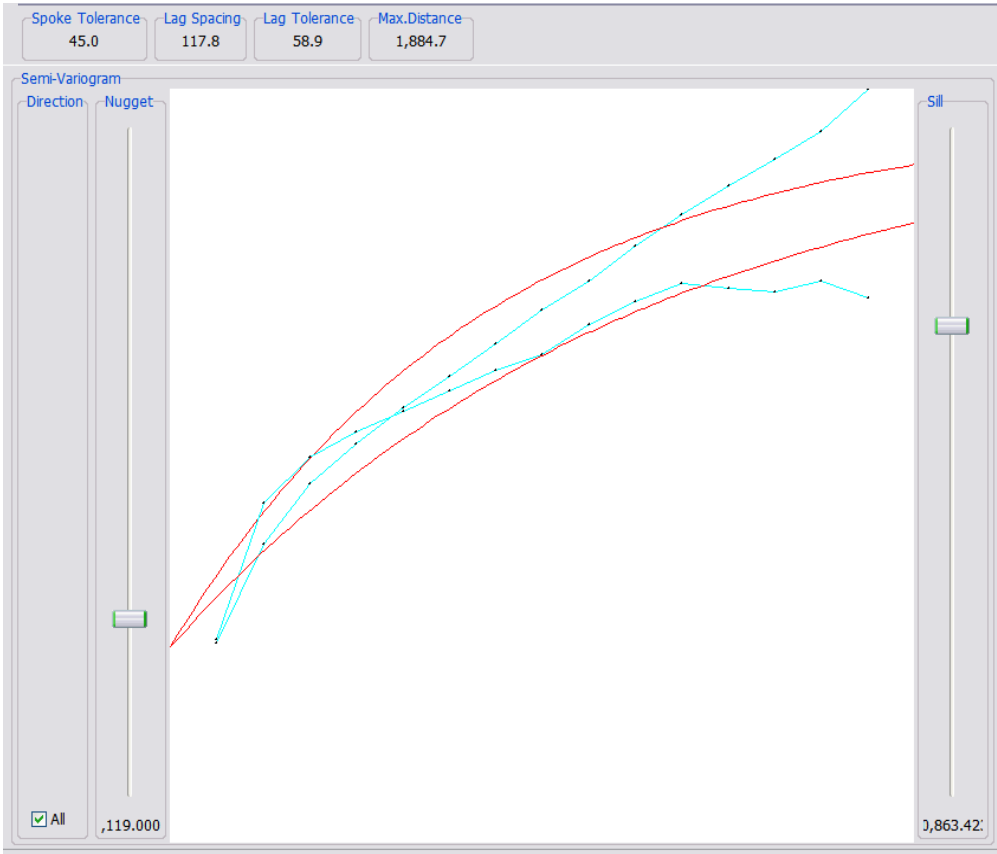 Spoke Tolerance Lag Spacing Lag Tolerance Max.Distance
45.0 117.8 58.9 1,884.7
Semi-Variogram
Direction Nugget Sill
All ,119.000 0,863.42